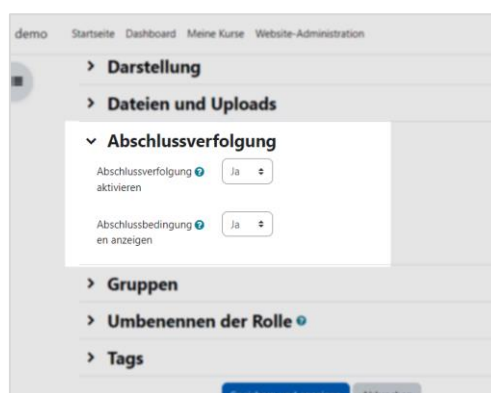 demo Startseite Dashboard Meine Kurse Website-Administration
Darstellung
Dateien und Uploads
Abschlussverfolgung
Abschlussverfolgung Ja
aktivieren
Abschlussbedingung Ja
en anzeigen
Gruppen
Umbenennen der Rolle
Tags